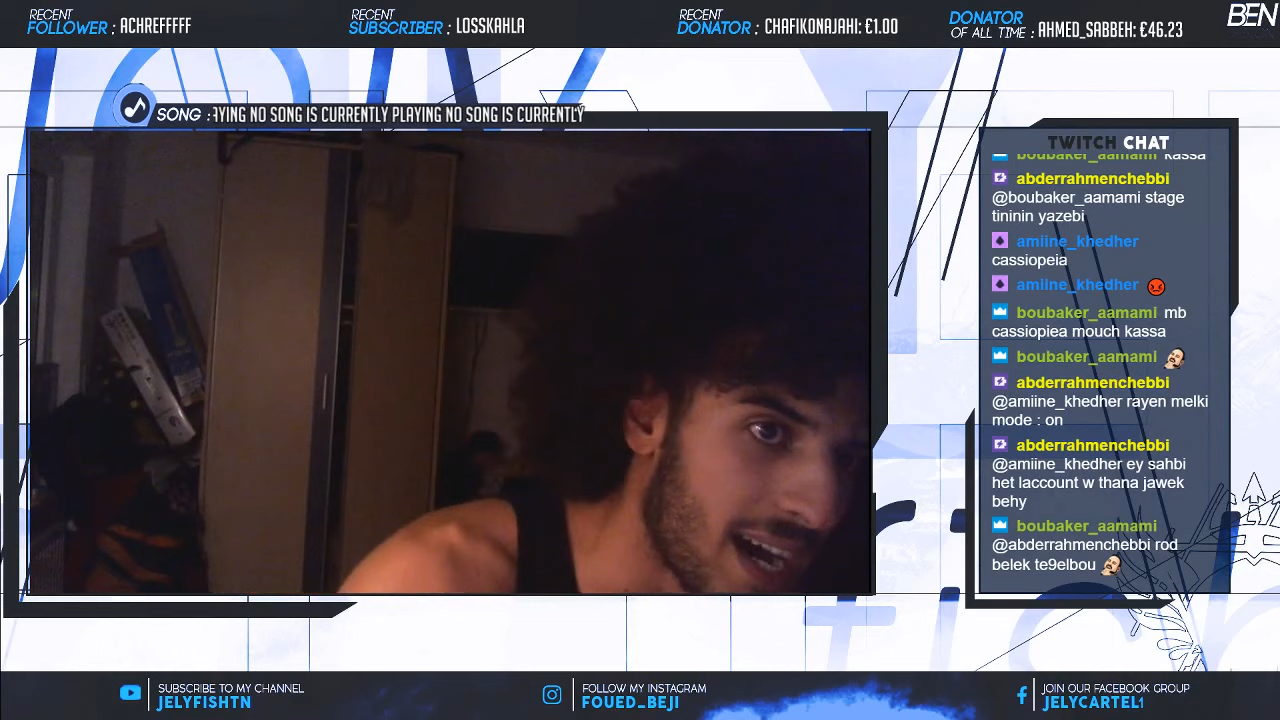 RECENT FOLLOWER : ACHREFFFFF
RECENT SUBSCRIBER : LOSSKAHLA
RECENT DONATOR : CHAFIKONAJAHI: €1.00
DONATOR OF ALL TIME : AHMED_SABBEH: €46.23
BEN
SONG : YING NO SONG IS CURRENTLY PLAYING NO SONG IS CURRENTLY
TWITCH CHAT
boubaker_aamami kassa
abderrahmenchebbi
@boubaker_aamami stage
tininin yazebi
amiine_khedher
cassiopeia
amiine_khedher
boubaker_aamami mb
cassiopiea mouch kassa
boubaker_aamami
abderrahmenchebbi
@amiine_khedher rayen melki
mode : on
abderrahmenchebbi
@amiine_khedher ey sahbi
het laccount w thana jawek
behy
boubaker_aamami
@abderrahmenchebbi rod
belek te9elbou
SUBSCRIBE TO MY CHANNEL
JELYFISHTN
FOLLOW MY INSTAGRAM
FOUED_BEJI
JOIN OUR FACEBOOK GROUP
JELYCARTEL1